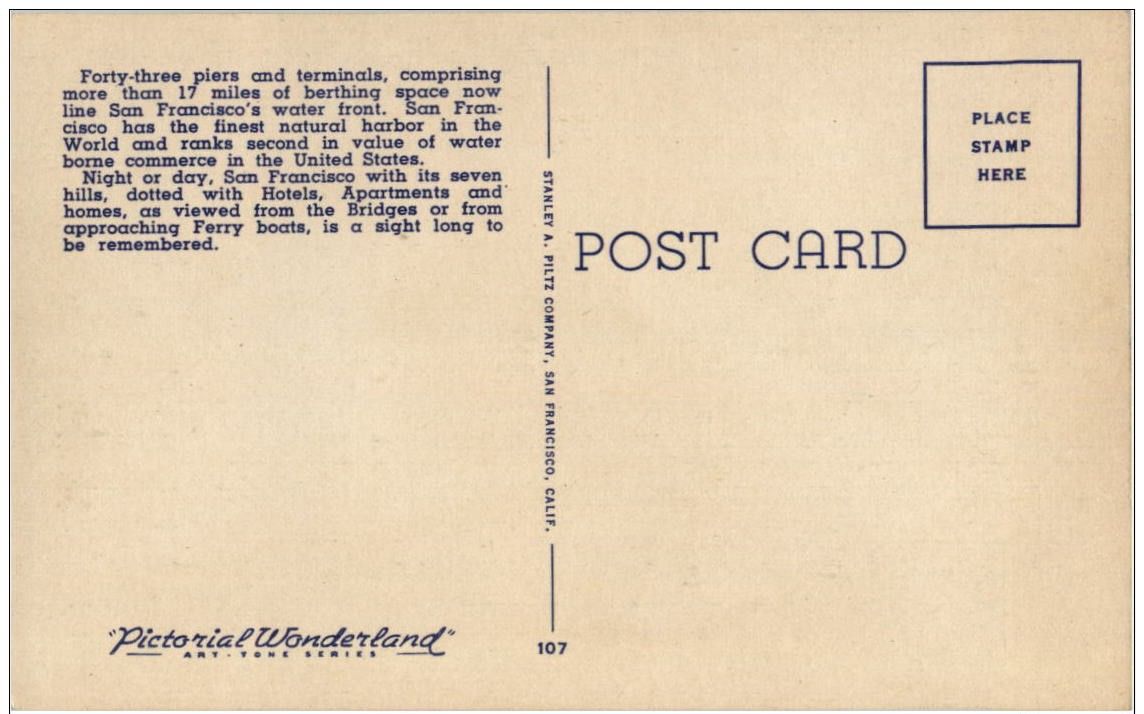 Forty-three piers and terminals, comprising
more than 17 miles of berthing space now
line San Francisco's water front. San Fran-
cisco has the finest natural harbor in the
World and ranks second in value of water
borne commerce in the United States.
Night or day, San Francisco with its seven
hills, dotted with Hotels, Apartments and
homes, as viewed from the Bridges or from
approaching Ferry boats, is a sight long to
be remembered.
"Pictorial Wonderland"
ART-TONE SERIES
STANLEY A. PILTZ COMPANY, SAN FRANCISCO, CALIF.
107
POST CARD
PLACE
STAMP
HERE